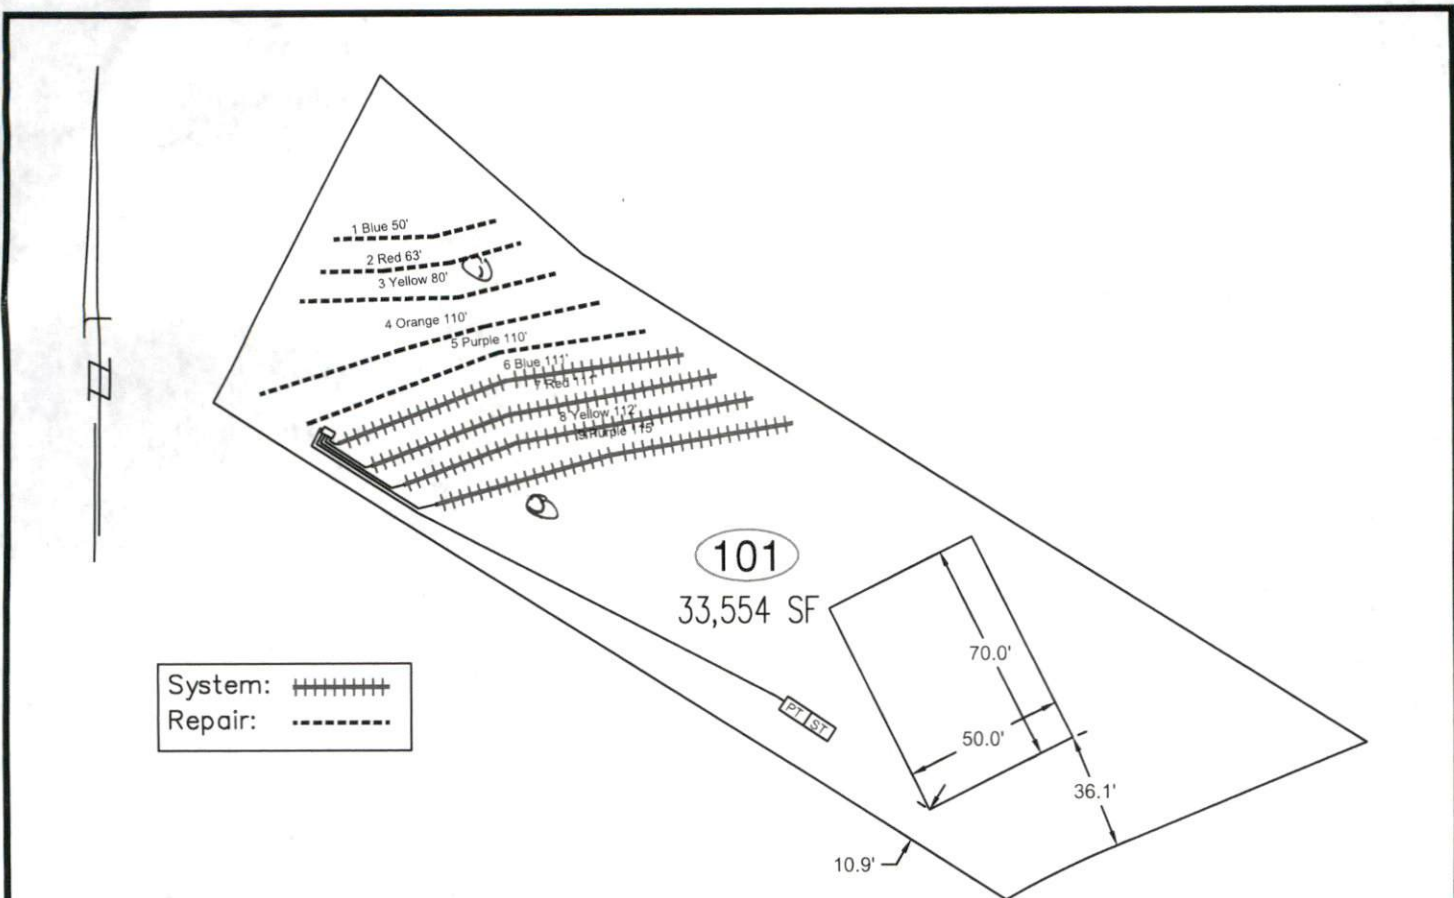 1 Blue 50'
2 Red 63'
3 Yellow 80'
4 Orange 110'
5 Purple 110'
6 Blue 111'
7 Red 111'
8 Yellow 112'
9 Purple 115'
101
33,554 SF
70.0'
System:
Repair:
PT ST
50.0'
36.1'
10.9'
N